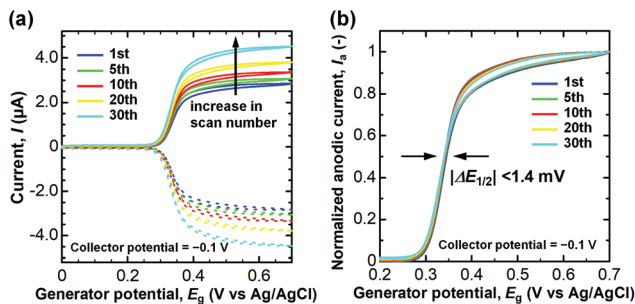 (a)
Current, I (μA)
4.0
2.0
0
-2.0
-4.0
1st
5th
10th
20th
30th
increase in
scan number
Collector potential = −0.1 V
0 0.2 0.4 0.6
Generator potential, Eg (V vs Ag/AgCl)
(b)
Normalized anodic current, Ia (-)
1
0.8
0.6
0.4
0.2
0
1st
5th
10th
20th
30th
|ΔE1/2| <1.4 mV
Collector potential = −0.1 V
0.2 0.3 0.4 0.5 0.6 0.7
Generator potential, Eg (V vs Ag/AgCl)